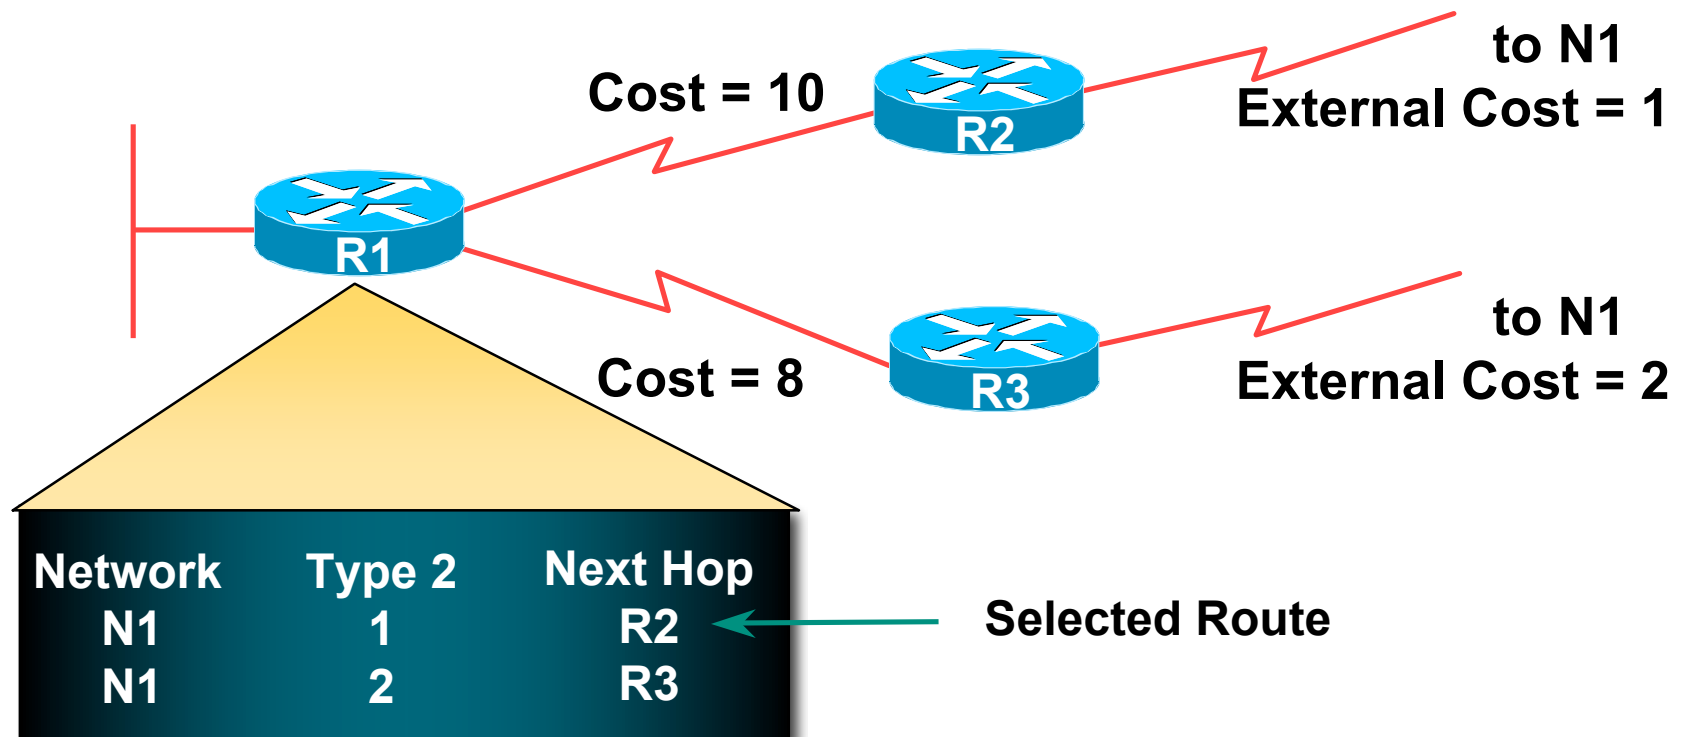 to N1
External Cost = 1
Cost = 10
R2
R1
to N1
External Cost = 2
Cost = 8
R3
Network Type 2 Next Hop
N1 1 R2
N1 2 R3
Selected Route